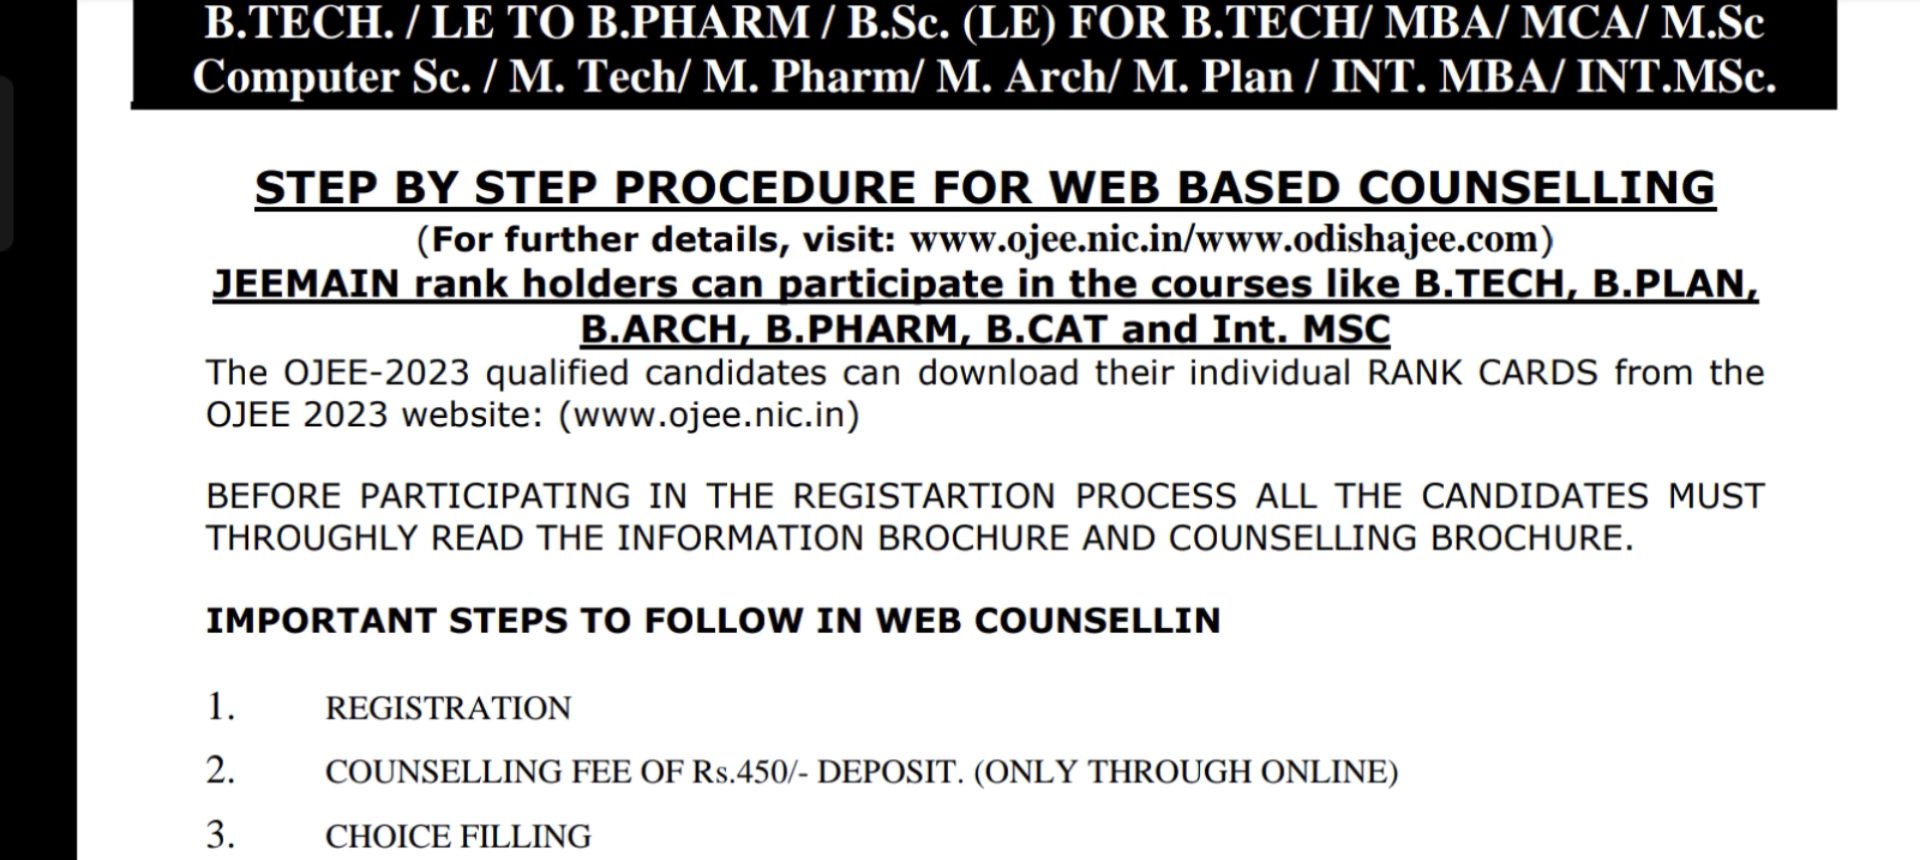 B.TECH. / LE TO B.PHARM / B.Sc. (LE) FOR B.TECH/ MBA/ MCA/ M.Sc
Computer Sc. / M. Tech/ M. Pharm/ M. Arch/ M. Plan / INT. MBA/ INT.MSc.
STEP BY STEP PROCEDURE FOR WEB BASED COUNSELLING
(For further details, visit: www.ojee.nic.in/www.odishajee.com)
JEEMAIN rank holders can participate in the courses like B.TECH, B.PLAN,
B.ARCH, B.PHARM, B.CAT and Int. MSC
The OJEE-2023 qualified candidates can download their individual RANK CARDS from the
OJEE 2023 website: (www.ojee.nic.in)
BEFORE PARTICIPATING IN THE REGISTARTION PROCESS ALL THE CANDIDATES MUST
THROUGHLY READ THE INFORMATION BROCHURE AND COUNSELLING BROCHURE.
IMPORTANT STEPS TO FOLLOW IN WEB COUNSELLIN
1. REGISTRATION
2. COUNSELLING FEE OF Rs.450/- DEPOSIT. (ONLY THROUGH ONLINE)
3. CHOICE FILLING